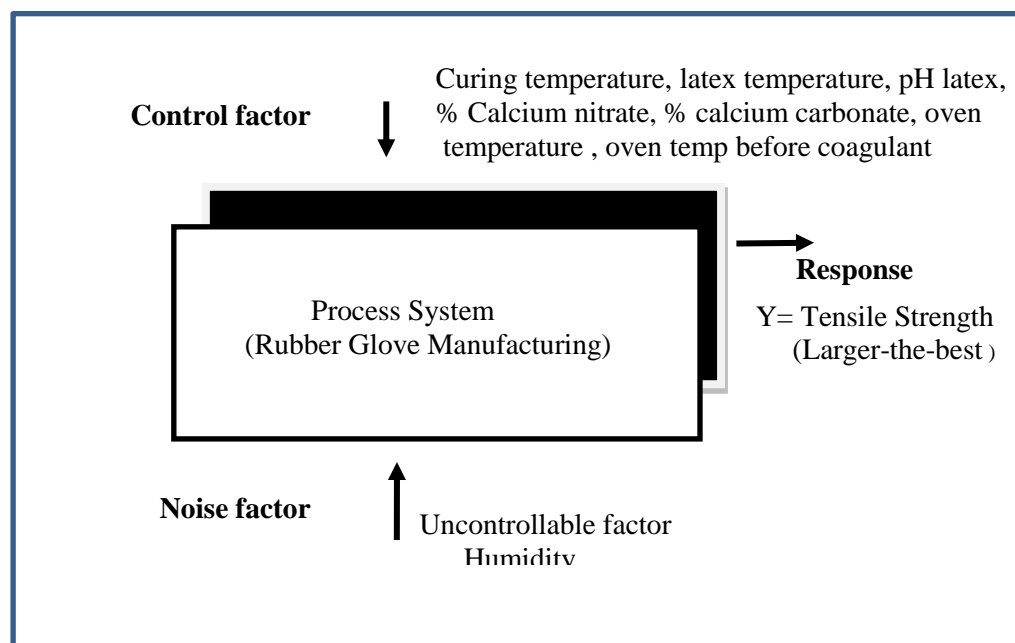 Control factor
Curing temperature, latex temperature, pH latex,
% Calcium nitrate, % calcium carbonate, oven
temperature , oven temp before coagulant
Process System
(Rubber Glove Manufacturing)
Response
Y= Tensile Strength
(Larger-the-best )
Noise factor
Uncontrollable factor
Humidity